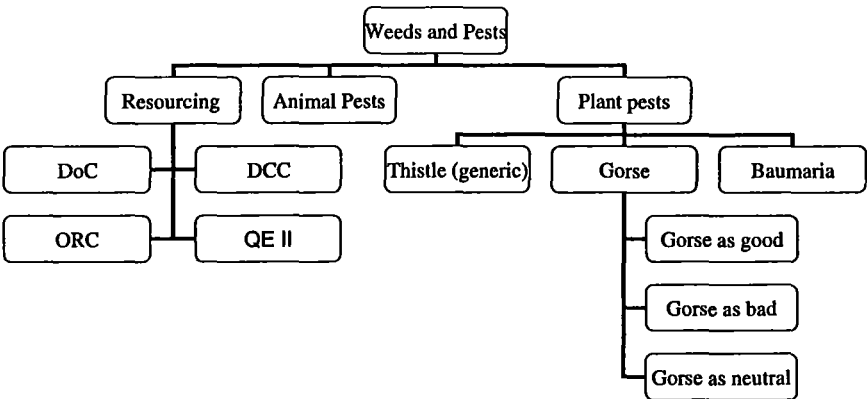 Weeds and Pests
Resourcing
Animal Pests
Plant pests
DoC
DCC
Thistle (generic)
Gorse
Baumaria
ORC
QE II
Gorse as good
Gorse as bad
Gorse as neutral